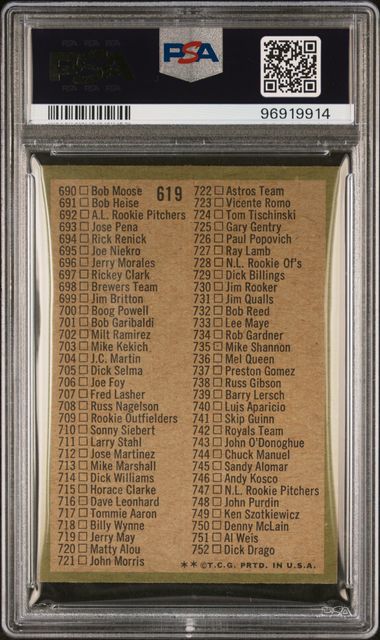 PSA
96919914
619
690 Bob Moose
691 Bob Heise
692 A.L. Rookie Pitchers
693 Jose Pena
694 Rick Renick
695 Joe Niekro
696 Jerry Morales
697 Rickey Clark
698 Brewers Team
699 Jim Britton
700 Boog Powell
701 Bob Garibaldi
702 Milt Ramirez
703 Mike Kekich
704 J.C. Martin
705 Dick Selma
706 Joe Foy
707 Fred Lasher
708 Russ Nagelson
709 Rookie Outfielders
710 Sonny Siebert
711 Larry Stahl
712 Jose Martinez
713 Mike Marshall
714 Dick Williams
715 Horace Clarke
716 Dave Leonhard
717 Tommie Aaron
718 Billy Wynne
719 Jerry May
720 Matty Alou
721 John Morris
722 Astros Team
723 Vicente Romo
724 Tom Tischinski
725 Gary Gentry
726 Paul Popovich
727 Ray Lamb
728 N.L. Rookie Of's
729 Dick Billings
730 Jim Rooker
731 Jim Qualls
732 Bob Reed
733 Lee Maye
734 Rob Gardner
735 Mike Shannon
736 Mel Queen
737 Preston Gomez
738 Russ Gibson
739 Barry Lersch
740 Luis Aparicio
741 Skip Guinn
742 Royals Team
743 John O'Donoghue
744 Chuck Manuel
745 Sandy Alomar
746 Andy Kosco
747 N.L. Rookie Pitchers
748 John Purdin
749 Ken Szotkiewicz
750 Denny McLain
751 Al Weis
752 Dick Drago
** © T.C.G. PRTD. IN U.S.A.